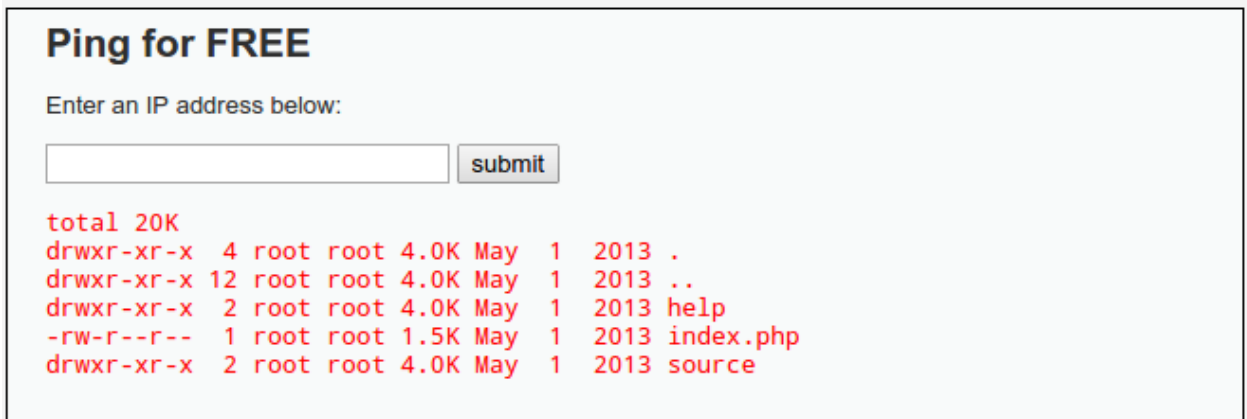 Ping for FREE
Enter an IP address below:
submit
total 20K
drwxr-xr-x  4 root root 4.0K May  1  2013 .
drwxr-xr-x 12 root root 4.0K May  1  2013 ..
drwxr-xr-x  2 root root 4.0K May  1  2013 help
-rw-r--r--  1 root root 1.5K May  1  2013 index.php
drwxr-xr-x  2 root root 4.0K May  1  2013 source